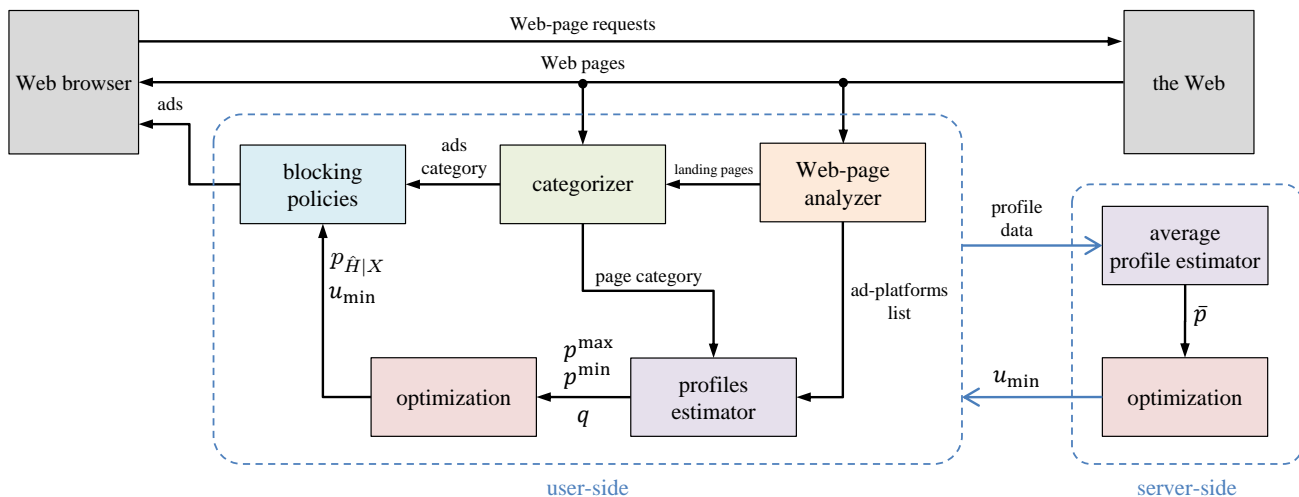 Web-page requests
Web browser
Web pages
the Web
ads
ads
category
blocking
policies
categorizer
landing pages
Web-page
analyzer
profile
data
average
profile estimator
p_{Ĥ|X}
u_min
page category
ad-platforms
list
p̄
p^max
p^min
q
optimization
profiles
estimator
u_min
optimization
user-side
server-side